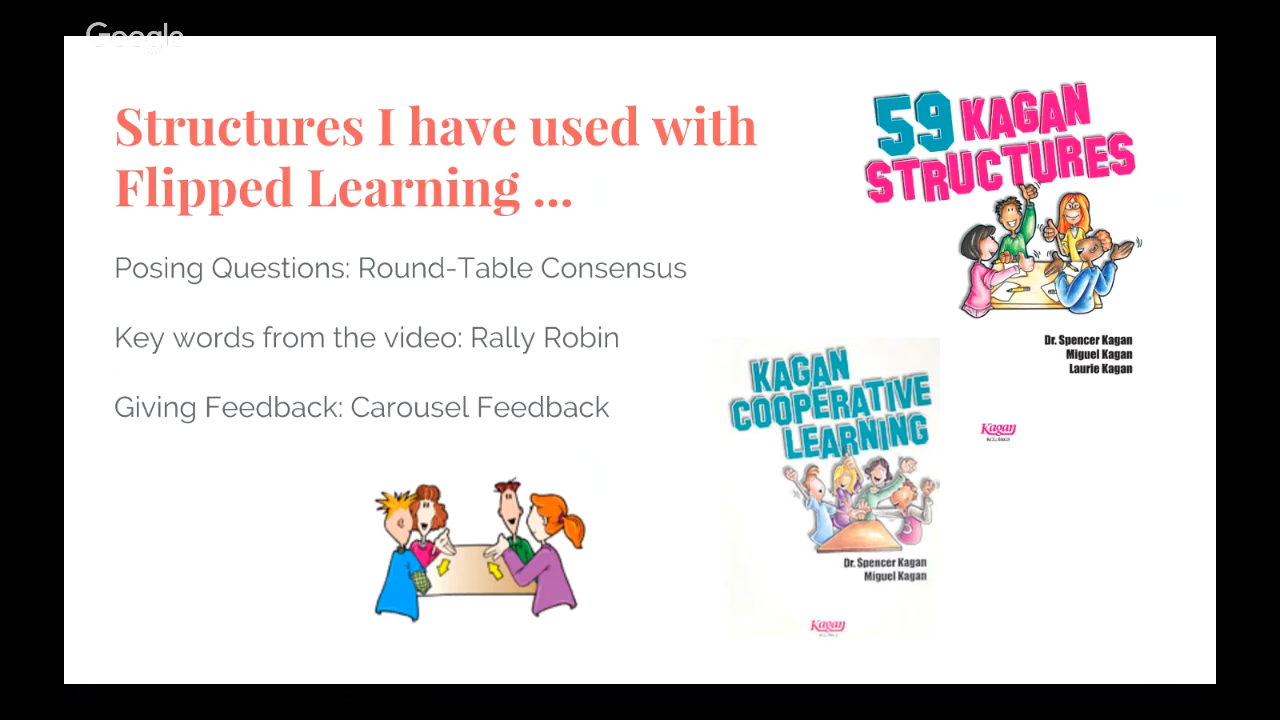 Google
Structures I have used with
Flipped Learning ...
Posing Questions: Round-Table Consensus
Key words from the video: Rally Robin
Giving Feedback: Carousel Feedback
59 KAGAN
STRUCTURES
Dr. Spencer Kagan
Miguel Kagan
Laurie Kagan
Kagan
KAGAN
COOPERATIVE
LEARNING
Dr. Spencer Kagan
Miguel Kagan
Kagan